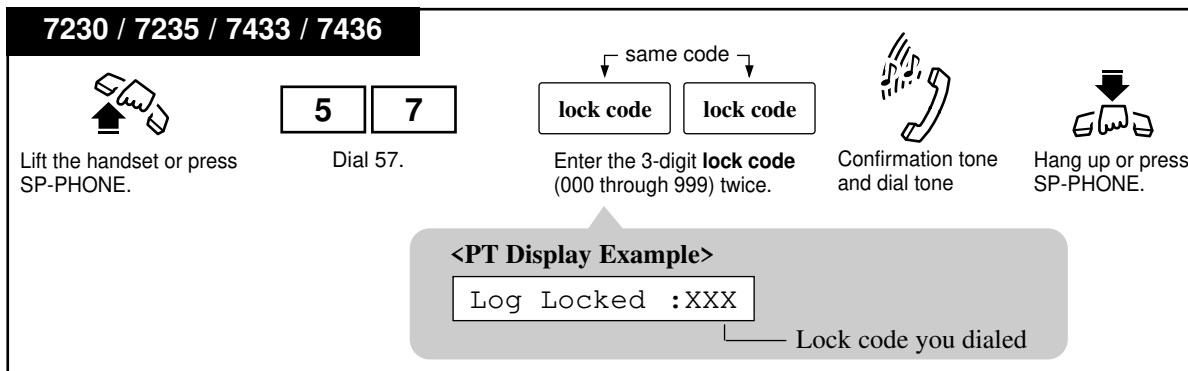 7230 / 7235 / 7433 / 7436
same code
5 7
lock code lock code
Lift the handset or press
SP-PHONE.
Dial 57.
Enter the 3-digit lock code
(000 through 999) twice.
Confirmation tone
and dial tone
Hang up or press
SP-PHONE.
<PT Display Example>
Log Locked :XXX
Lock code you dialed